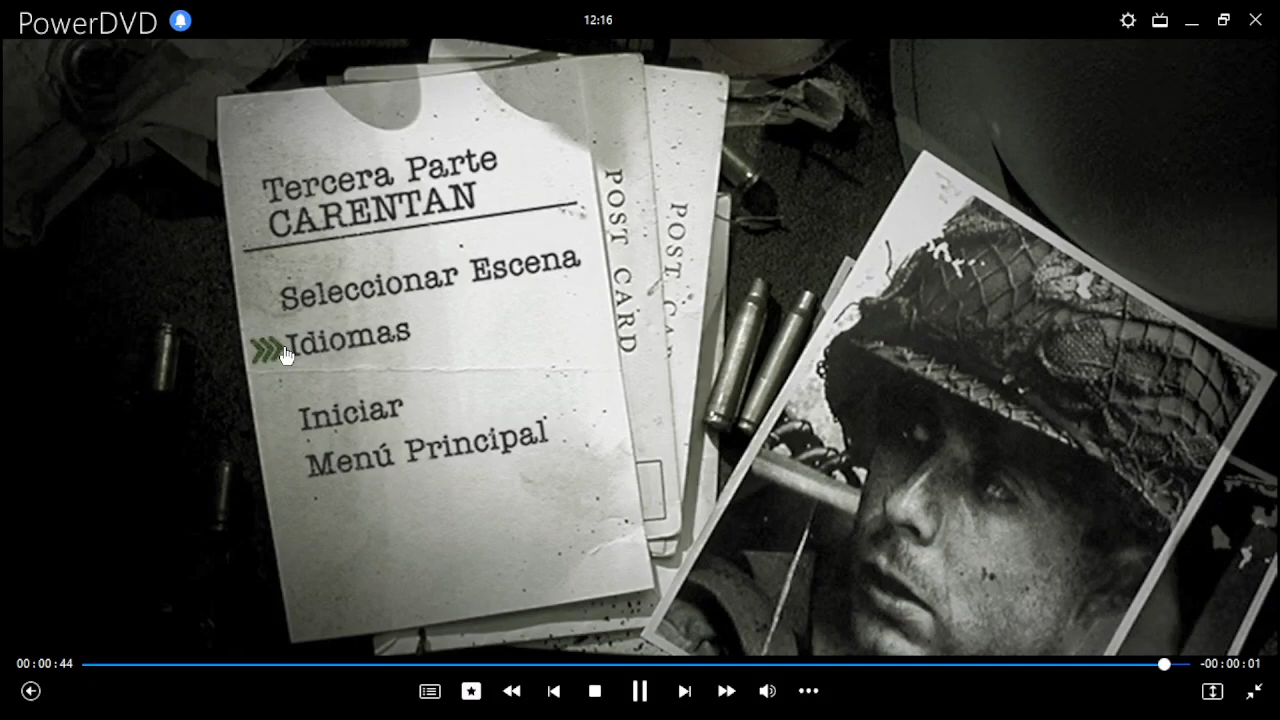 PowerDVD
12:16
Tercera Parte
CARENTAN
Seleccionar Escena
Idiomas
Iniciar
Menú Principal
POST CARD
POST CA
00:00:44
-00:00:01